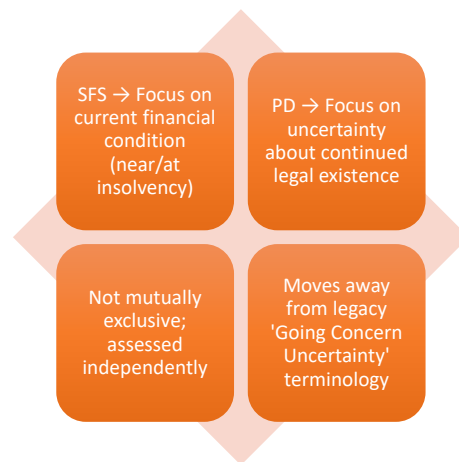 SFS → Focus on
current financial
condition
(near/at
insolvency)
PD → Focus on
uncertainty
about continued
legal existence
Not mutually
exclusive;
assessed
independently
Moves away
from legacy
'Going Concern
Uncertainty'
terminology